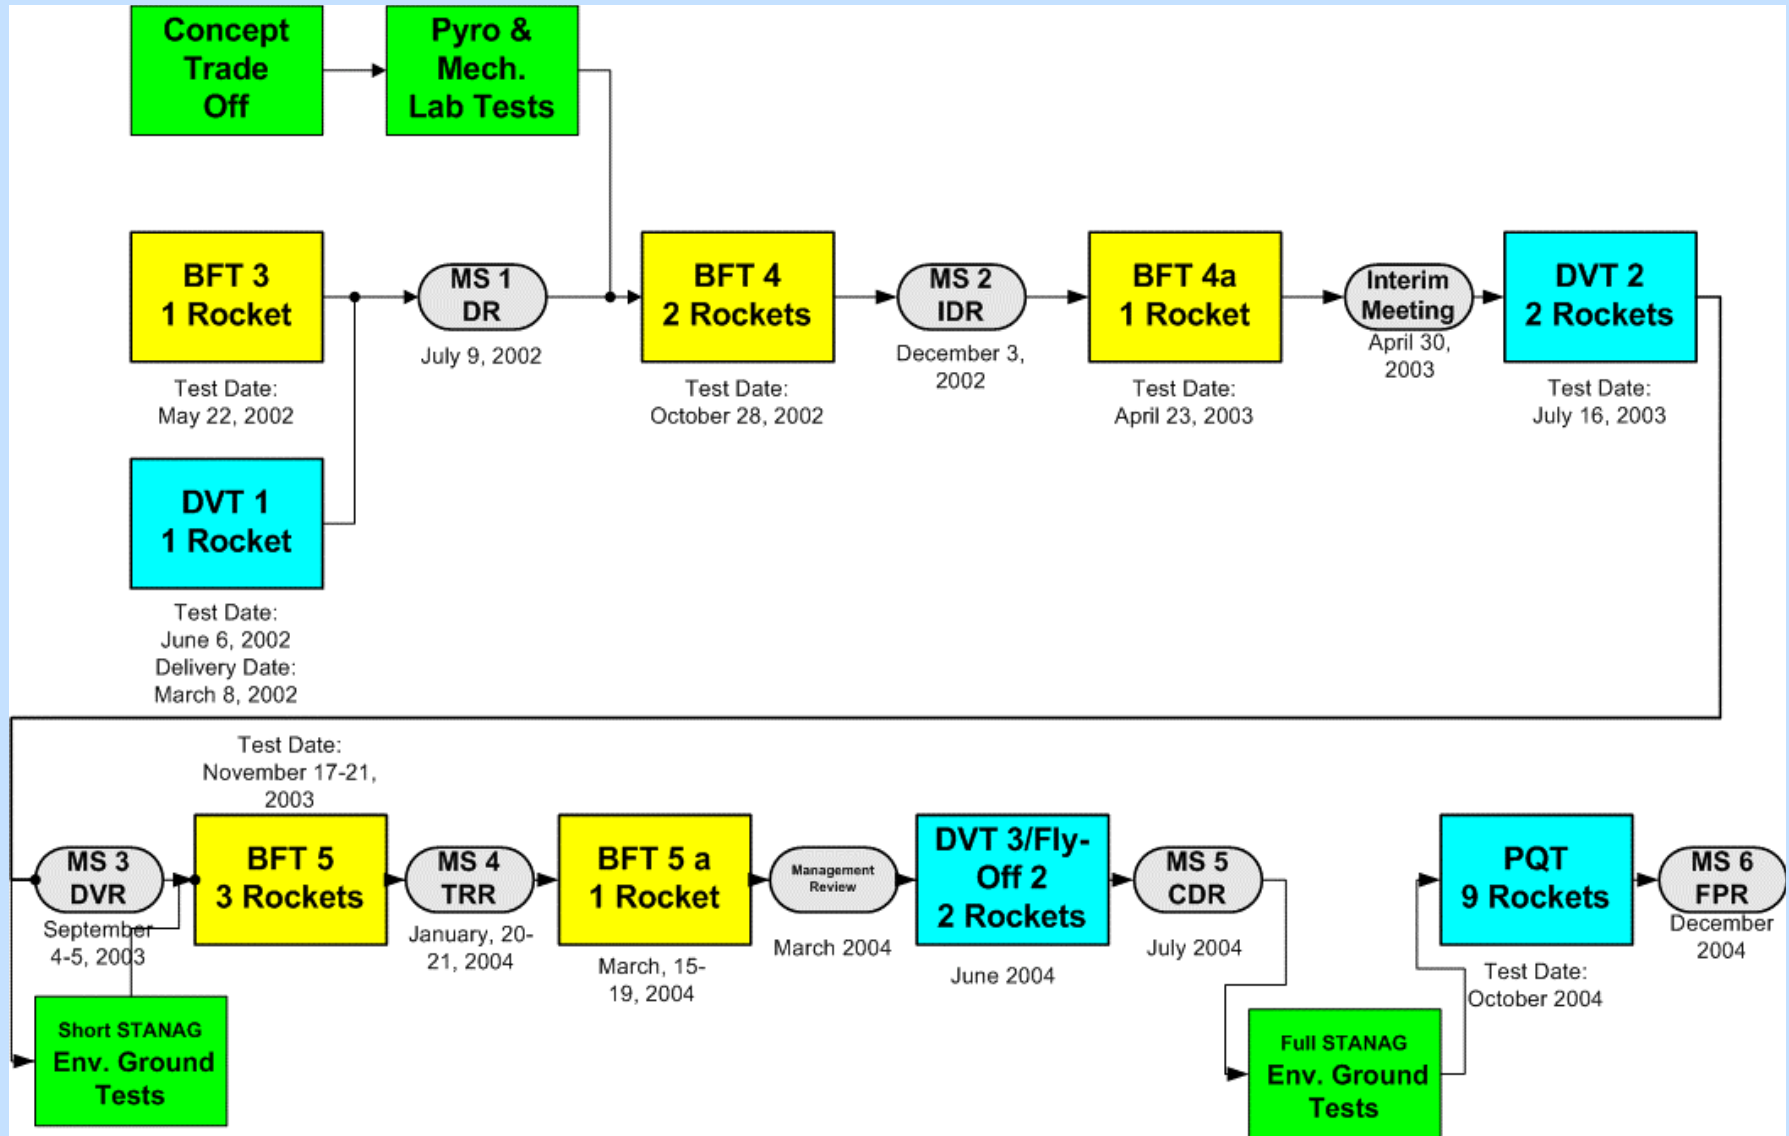 Concept
Trade
Off
Pyro &
Mech.
Lab Tests
BFT 3
1 Rocket
Test Date:
May 22, 2002
MS 1
DR
July 9, 2002
BFT 4
2 Rockets
Test Date:
October 28, 2002
MS 2
IDR
December 3,
2002
BFT 4a
1 Rocket
Test Date:
April 23, 2003
Interim
Meeting
April 30,
2003
DVT 2
2 Rockets
Test Date:
July 16, 2003
DVT 1
1 Rocket
Test Date:
June 6, 2002
Delivery Date:
March 8, 2002
MS 3
DVR
September
4-5, 2003
Short STANAG
Env. Ground
Tests
Test Date:
November 17-21,
2003
BFT 5
3 Rockets
MS 4
TRR
January, 20-
21, 2004
BFT 5 a
1 Rocket
March, 15-
19, 2004
Management
Review
March 2004
DVT 3/Fly-
Off 2
2 Rockets
June 2004
MS 5
CDR
July 2004
Full STANAG
Env. Ground
Tests
PQT
9 Rockets
Test Date:
October 2004
MS 6
FPR
December
2004